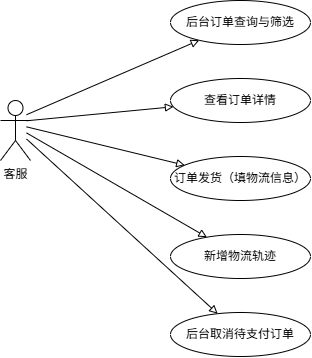 后台订单查询与筛选
查看订单详情
客服
订单发货（填物流信息）
新增物流轨迹
后台取消待支付订单